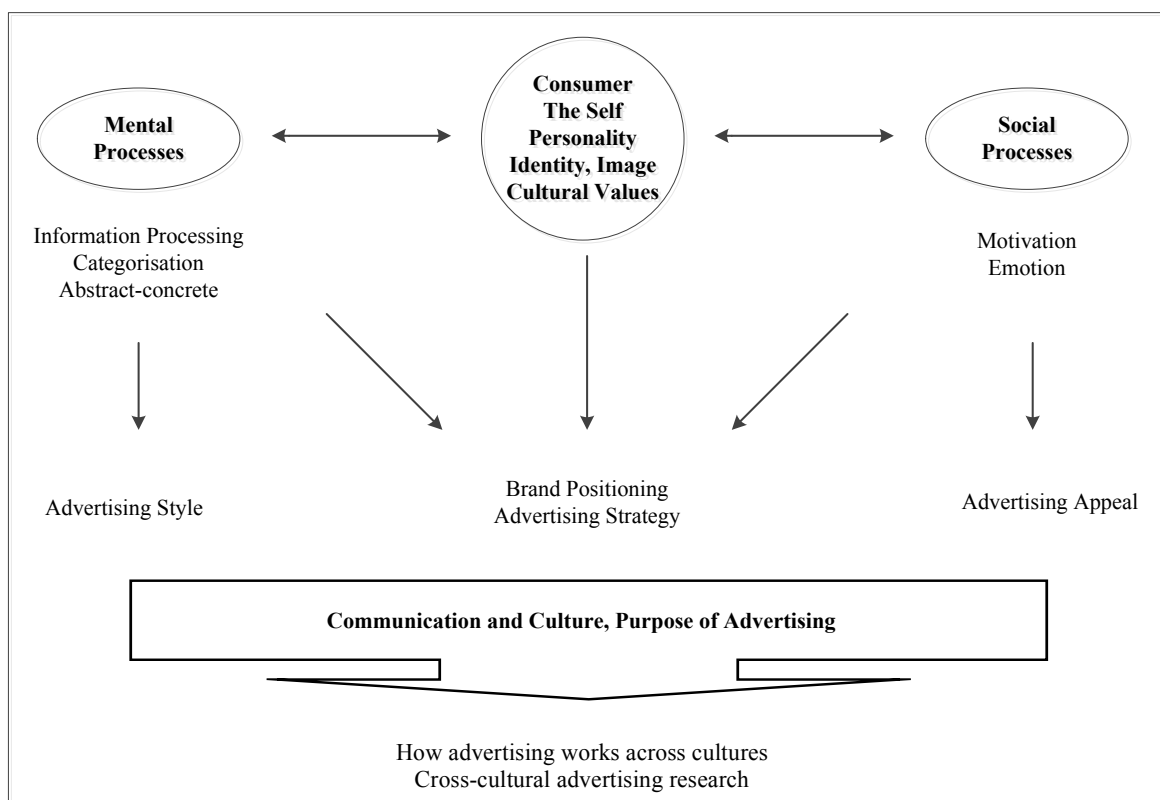 Consumer
The Self
Personality
Identity, Image
Cultural Values
Mental
Processes
Social
Processes
Information Processing
Categorisation
Abstract-concrete
Motivation
Emotion
Advertising Style
Brand Positioning
Advertising Strategy
Advertising Appeal
Communication and Culture, Purpose of Advertising
How advertising works across cultures
Cross-cultural advertising research